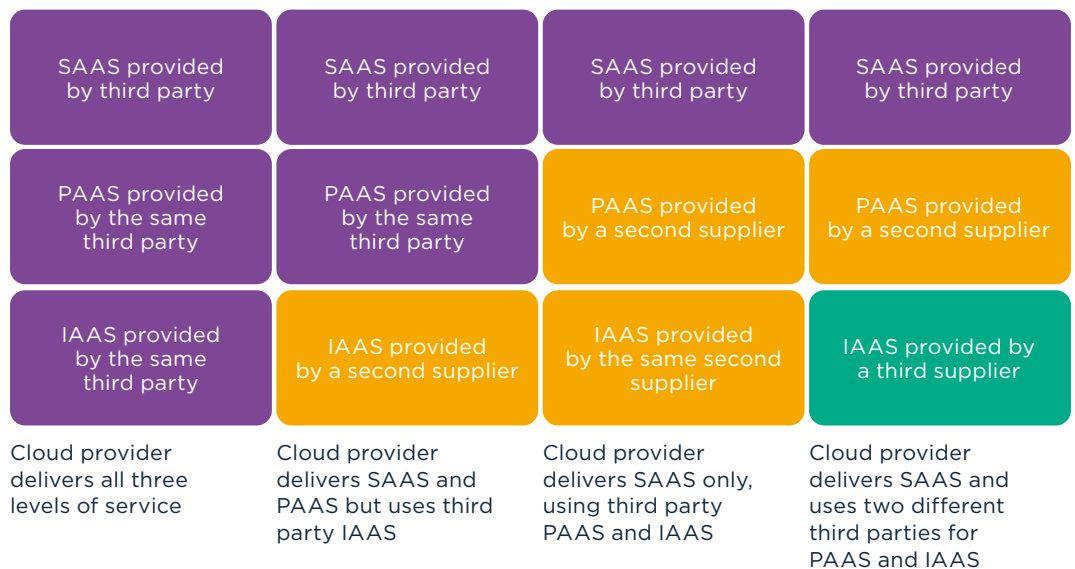 SAAS provided
by third party
SAAS provided
by third party
SAAS provided
by third party
SAAS provided
by third party
PAAS provided
by the same
third party
PAAS provided
by the same
third party
PAAS provided
by a second supplier
PAAS provided
by a second supplier
IAAS provided
by the same
third party
IAAS provided
by a second supplier
IAAS provided
by the same second
supplier
IAAS provided by
a third supplier
Cloud provider
delivers all three
levels of service
Cloud provider
delivers SAAS and
PAAS but uses third
party IAAS
Cloud provider
delivers SAAS only,
using third party
PAAS and IAAS
Cloud provider
delivers SAAS and
uses two different
third parties for
PAAS and IAAS